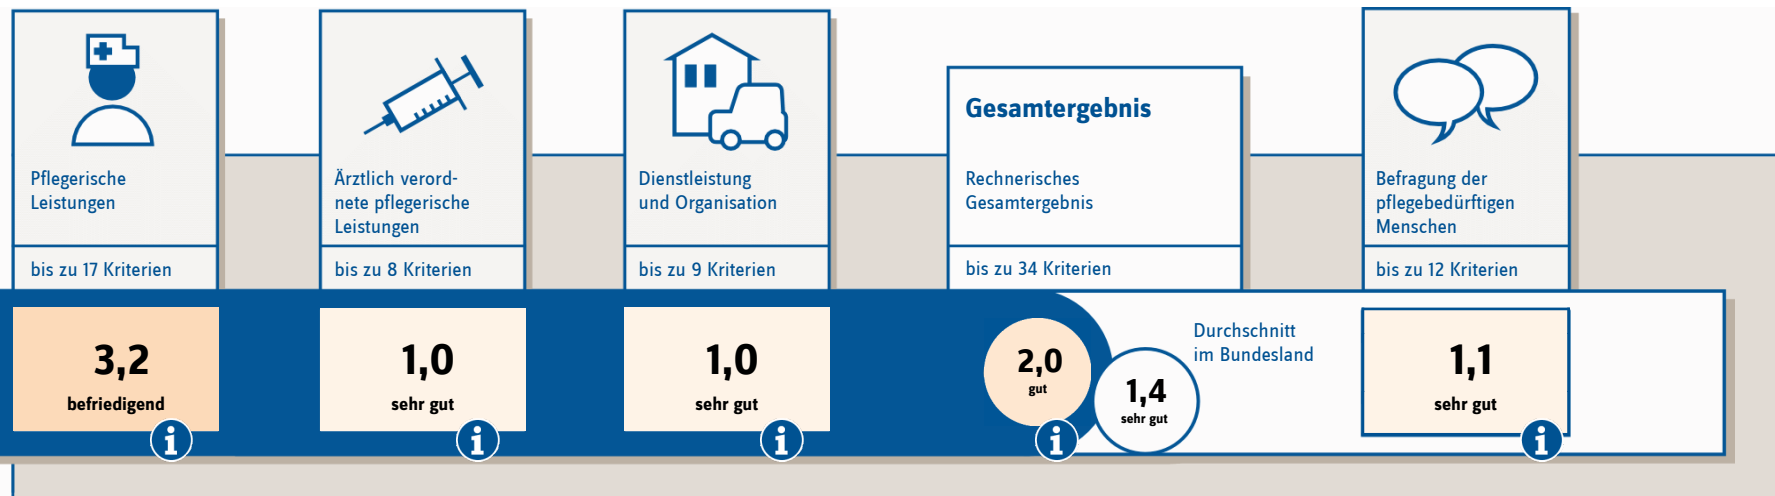 Pflegerische
Leistungen
bis zu 17 Kriterien
3,2
befriedigend
i
Ärztlich verord-
nete pflegerische
Leistungen
bis zu 8 Kriterien
1,0
sehr gut
i
Dienstleistung
und Organisation
bis zu 9 Kriterien
1,0
sehr gut
i
Gesamtergebnis
Rechnerisches
Gesamtergebnis
bis zu 34 Kriterien
2,0
gut
i
1,4
sehr gut
Durchschnitt
im Bundesland
Befragung der
pflegebedürftigen
Menschen
bis zu 12 Kriterien
1,1
sehr gut
i